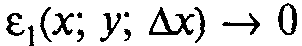 ε₁(x; y; Δx) → 0